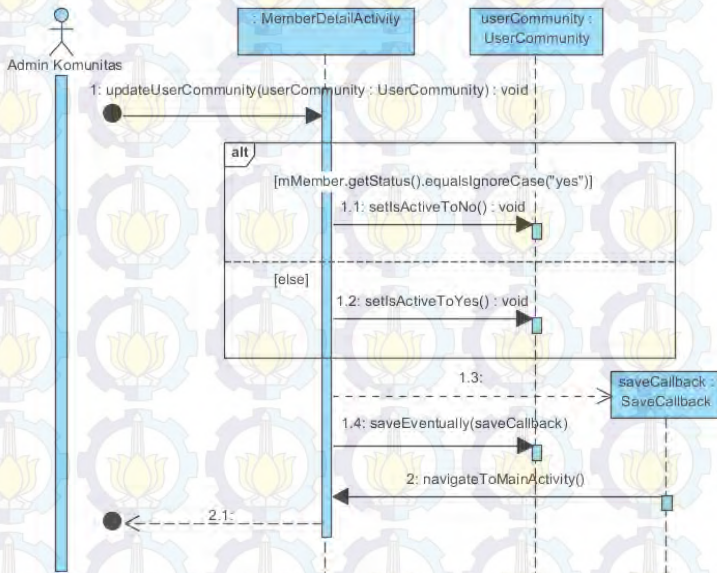 : MemberDetailActivity
userCommunity :
UserCommunity
Admin Komunitas
1: updateUserCommunity(userCommunity : UserCommunity) : void
alt
[mMember.getStatus().equalsIgnoreCase("yes")]
1.1: setIsActiveToNo() : void
[else]
1.2: setIsActiveToYes() : void
1.3:
saveCallback :
SaveCallback
1.4: saveEventually(saveCallback)
2: navigateToMainActivity()
2.1: